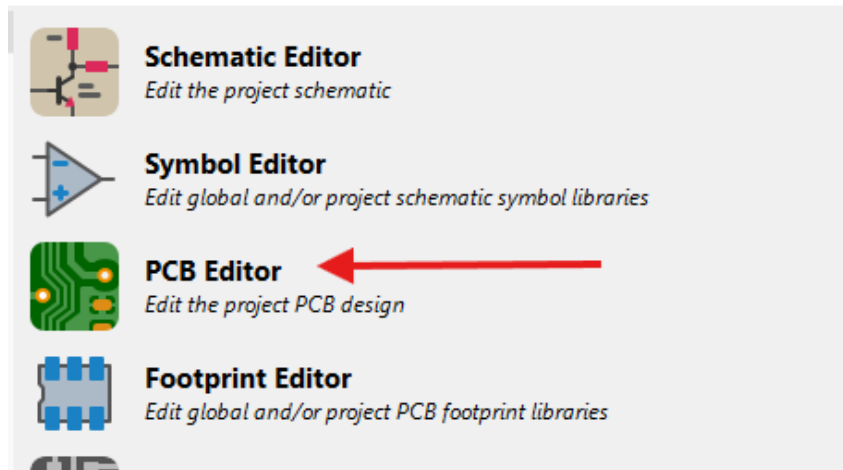 Schematic Editor
Edit the project schematic
Symbol Editor
Edit global and/or project schematic symbol libraries
PCB Editor
Edit the project PCB design
Footprint Editor
Edit global and/or project PCB footprint libraries